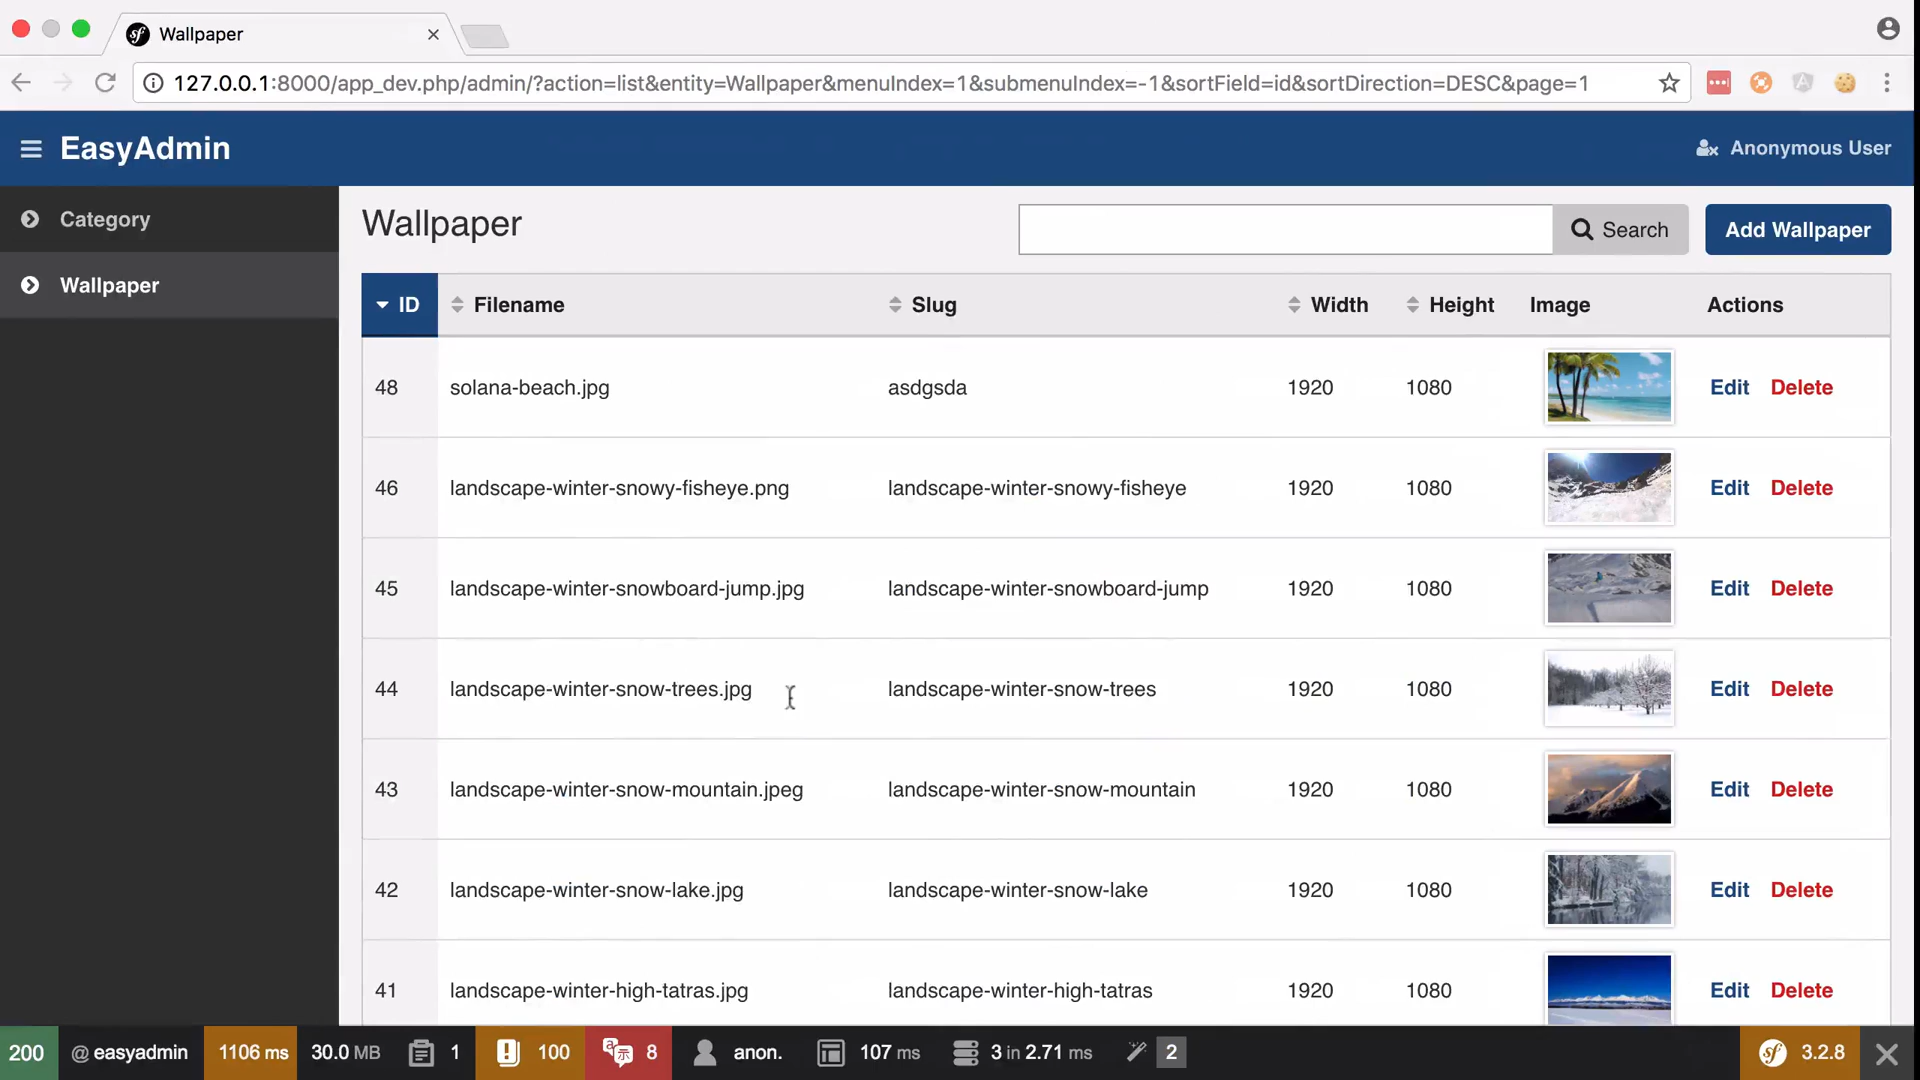 Wallpaper
127.0.0.1:8000/app_dev.php/admin/?action=list&entity=Wallpaper&menuIndex=1&submenuIndex=-1&sortField=id&sortDirection=DESC&page=1
EasyAdmin
Anonymous User
Category
Wallpaper
Wallpaper
Search
Add Wallpaper
ID Filename Slug Width Height Image Actions
48 solana-beach.jpg asdgsda 1920 1080 Edit Delete
46 landscape-winter-snowy-fisheye.png landscape-winter-snowy-fisheye 1920 1080 Edit Delete
45 landscape-winter-snowboard-jump.jpg landscape-winter-snowboard-jump 1920 1080 Edit Delete
44 landscape-winter-snow-trees.jpg landscape-winter-snow-trees 1920 1080 Edit Delete
43 landscape-winter-snow-mountain.jpeg landscape-winter-snow-mountain 1920 1080 Edit Delete
42 landscape-winter-snow-lake.jpg landscape-winter-snow-lake 1920 1080 Edit Delete
41 landscape-winter-high-tatras.jpg landscape-winter-high-tatras 1920 1080 Edit Delete
200 @ easyadmin 1106 ms 30.0 MB 1 100 8 anon. 107 ms 3 in 2.71 ms 2 3.2.8